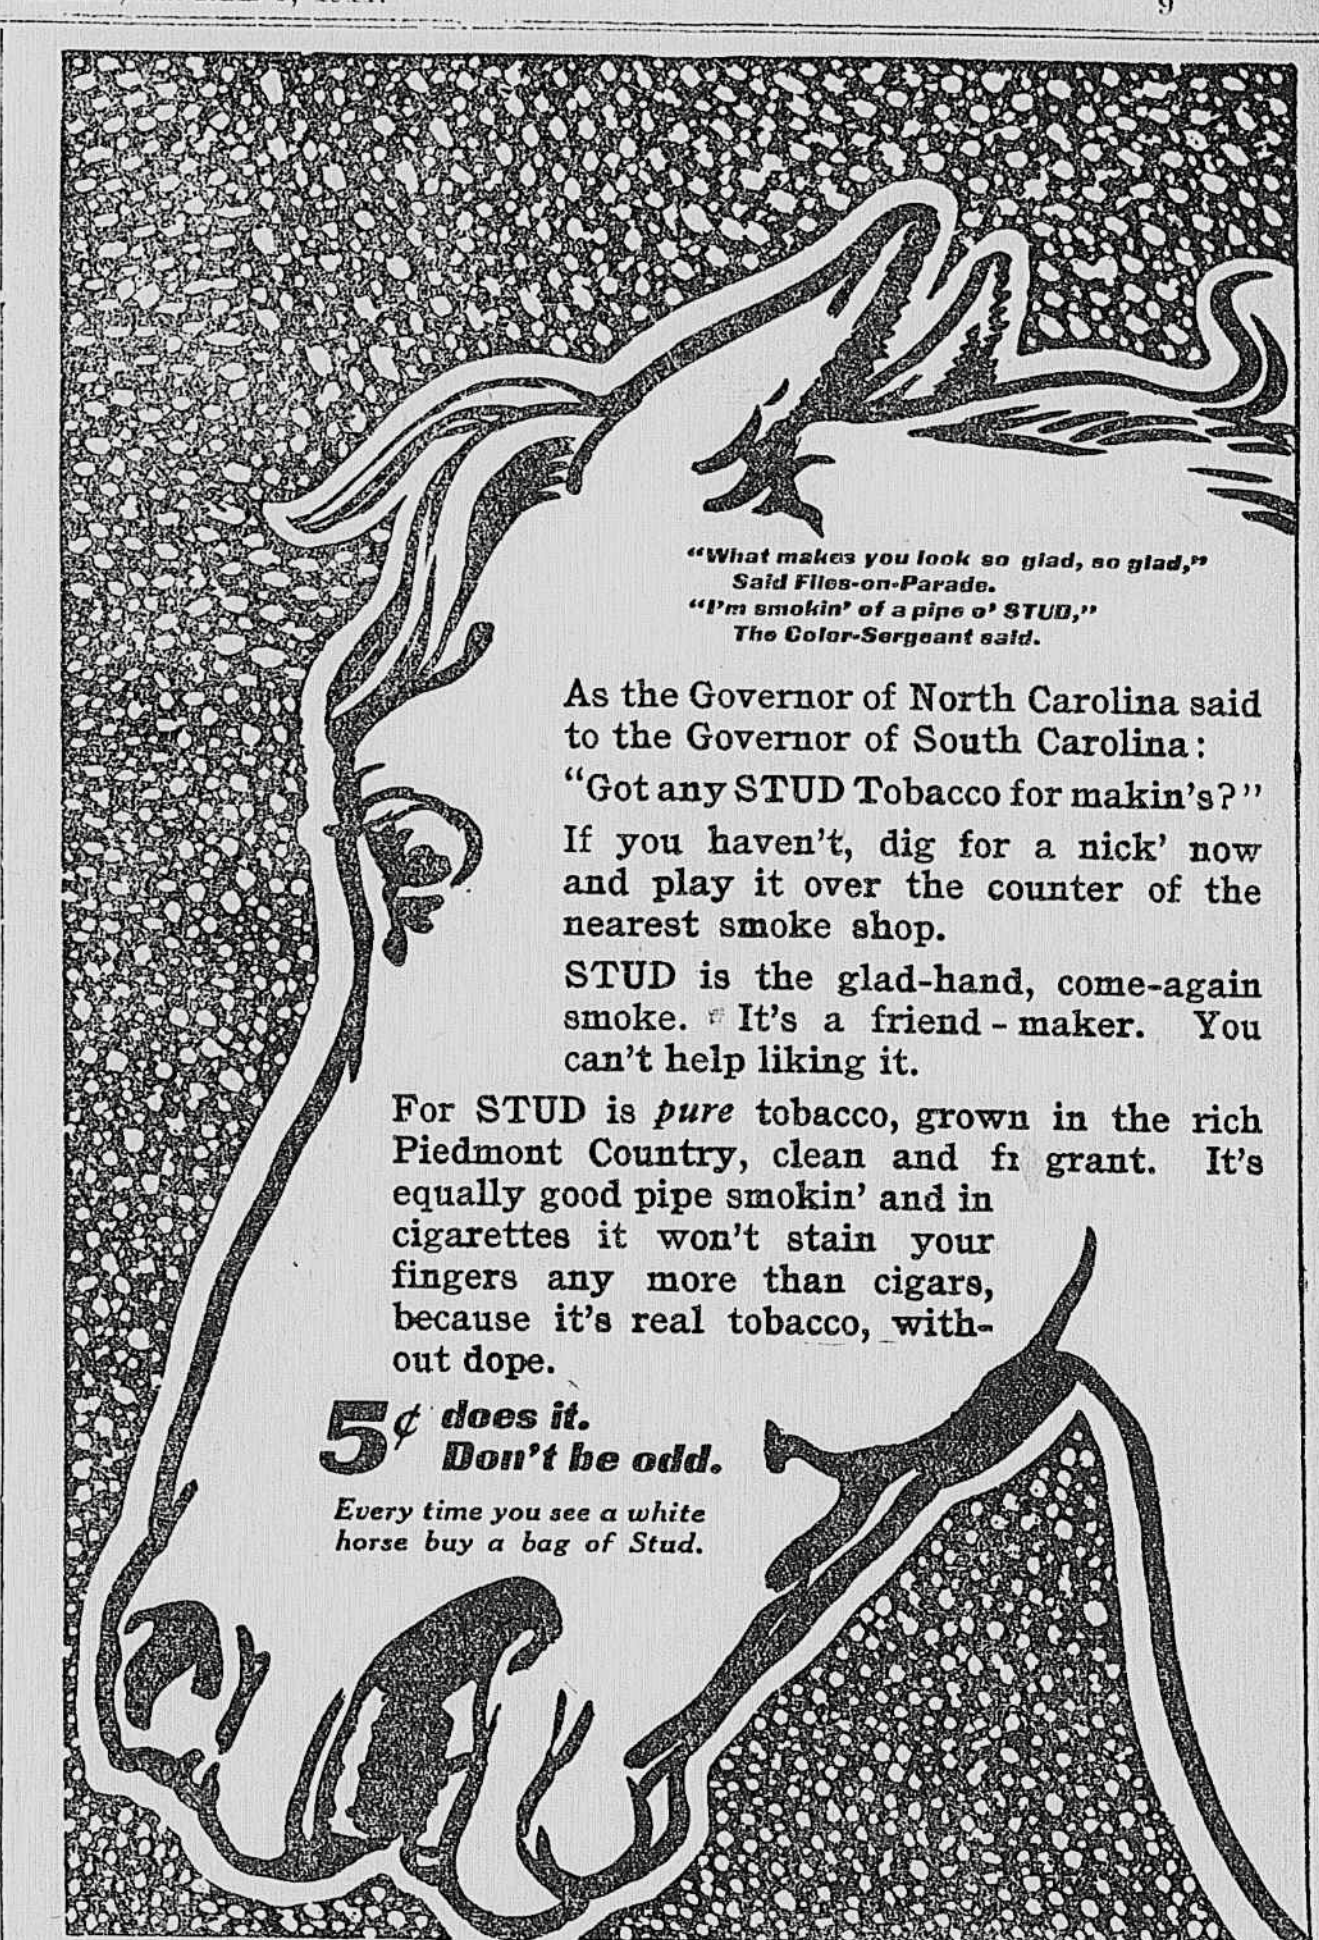 9
“What makes you look so glad, so glad,”
Said Files-on-Parade.
“I'm smokin' of a pipe o' STUD,”
The Color-Sergeant said.
As the Governor of North Carolina said
to the Governor of South Carolina:
“Got any STUD Tobacco for makin's?”
If you haven't, dig for a nick' now
and play it over the counter of the
nearest smoke shop.
STUD is the glad-hand, come-again
smoke. It's a friend-maker. You
can't help liking it.
For STUD is pure tobacco, grown in the rich
Piedmont Country, clean and grant. It's
equally good pipe smokin' and in
cigarettes it won't stain your
fingers any more than cigars,
because it's real tobacco, with-
out dope.
5¢ does it.
Don't be odd.
Every time you see a white
horse buy a bag of Stud.